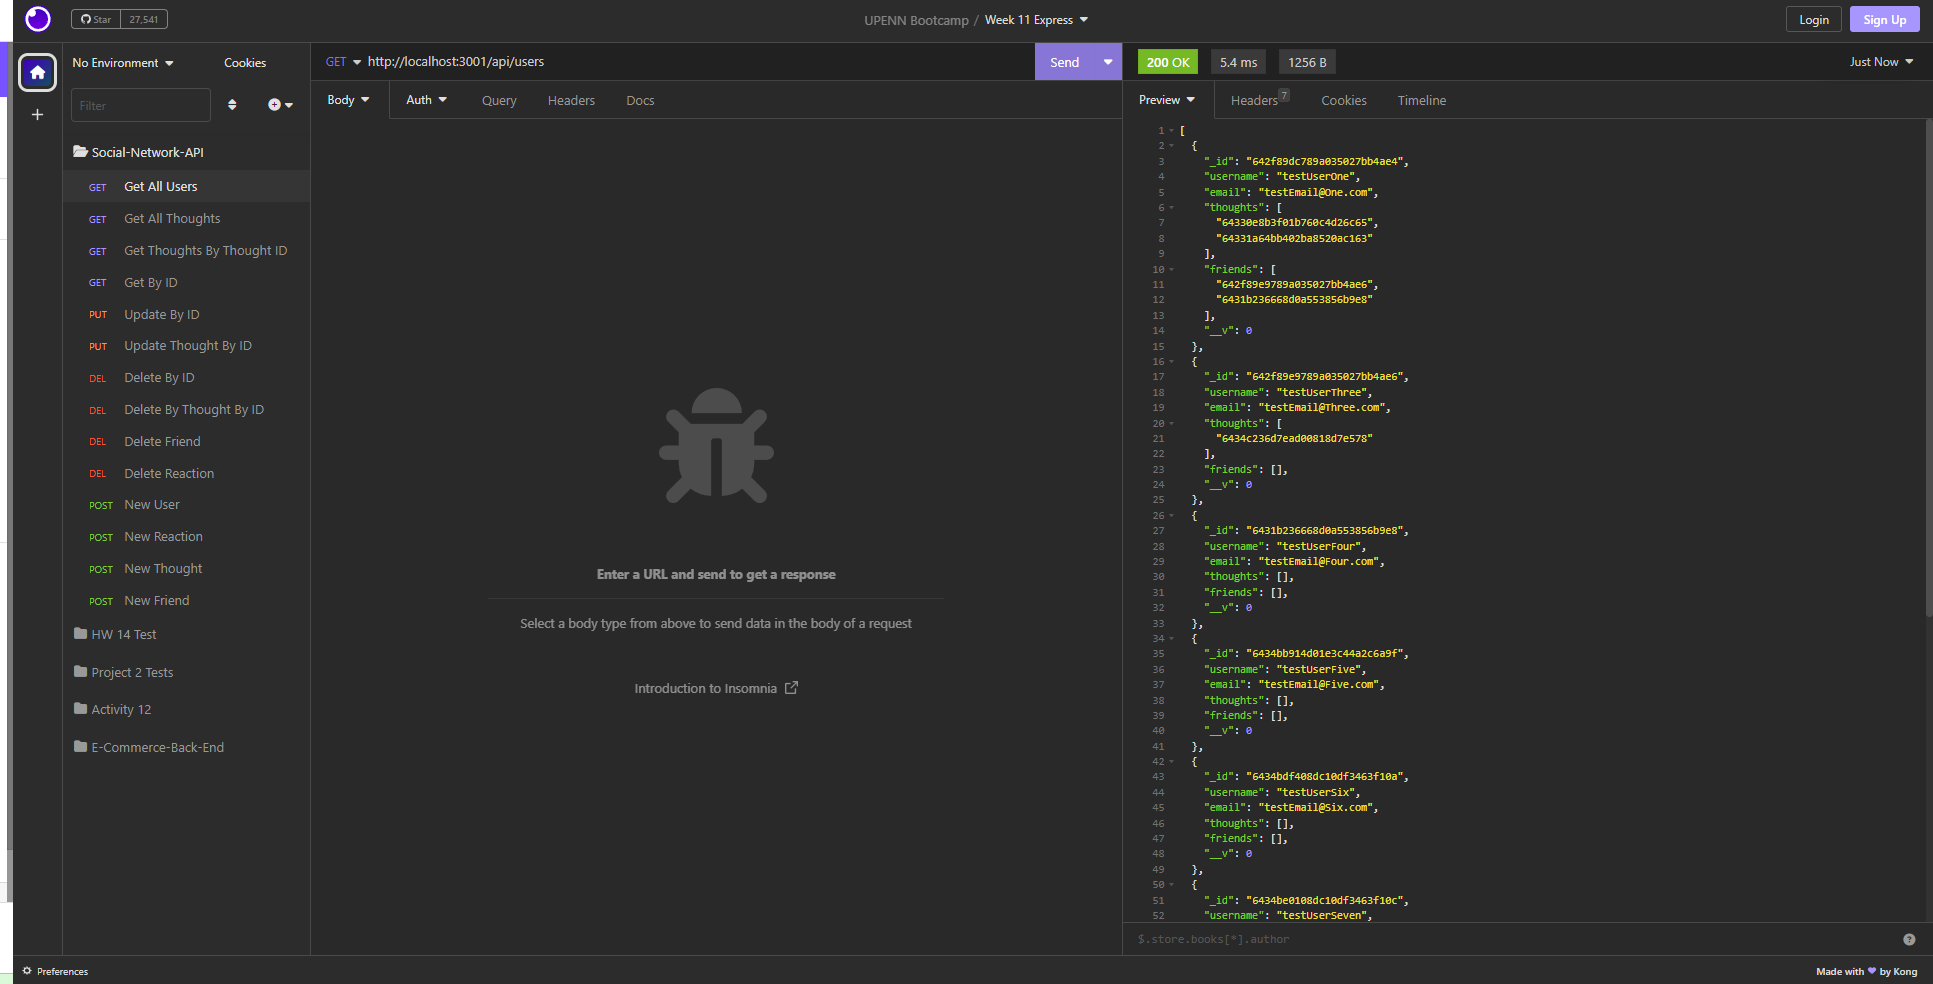 Star 27,541
UPENN Bootcamp / Week 11 Express
Login
Sign Up
No Environment
Cookies
Filter
Social-Network-API
GET Get All Users
GET Get All Thoughts
GET Get Thoughts By Thought ID
GET Get By ID
PUT Update By ID
PUT Update Thought By ID
DEL Delete By ID
DEL Delete By Thought By ID
DEL Delete Friend
DEL Delete Reaction
POST New User
POST New Reaction
POST New Thought
POST New Friend
HW 14 Test
Project 2 Tests
Activity 12
E-Commerce-Back-End
GET http://localhost:3001/api/users
Send
Body Auth Query Headers Docs
Enter a URL and send to get a response
Select a body type from above to send data in the body of a request
Introduction to Insomnia
200 OK 5.4 ms 1256 B
Just Now
Preview Headers 7 Cookies Timeline
1 [
2 {
3 "_id": "642f89dc789a035027bb4ae4",
4 "username": "testUserOne",
5 "email": "testEmail@One.com",
6 "thoughts": [
7 "64330e8b3f01b760c4d26c65",
8 "64331a64bb402ba8520ac163"
9 ],
10 "friends": [
11 "642f89e9789a035027bb4ae6",
12 "6431b236668d0a553856b9e8"
13 ],
14 "__v": 0
15 },
16 {
17 "_id": "642f89e9789a035027bb4ae6",
18 "username": "testUserThree",
19 "email": "testEmail@Three.com",
20 "thoughts": [
21 "6434c236d7ead00818d7e578"
22 ],
23 "friends": [],
24 "__v": 0
25 },
26 {
27 "_id": "6431b236668d0a553856b9e8",
28 "username": "testUserFour",
29 "email": "testEmail@Four.com",
30 "thoughts": [],
31 "friends": [],
32 "__v": 0
33 },
34 {
35 "_id": "6434bb914d01e3c44a2c6a9f",
36 "username": "testUserFive",
37 "email": "testEmail@Five.com",
38 "thoughts": [],
39 "friends": [],
40 "__v": 0
41 },
42 {
43 "_id": "6434bdf408dc10df3463f10a",
44 "username": "testUserSix",
45 "email": "testEmail@Six.com",
46 "thoughts": [],
47 "friends": [],
48 "__v": 0
49 },
50 {
51 "_id": "6434be0108dc10df3463f10c",
52 "username": "testUserSeven",
$.store.books[*].author
Preferences
Made with ❤ by Kong